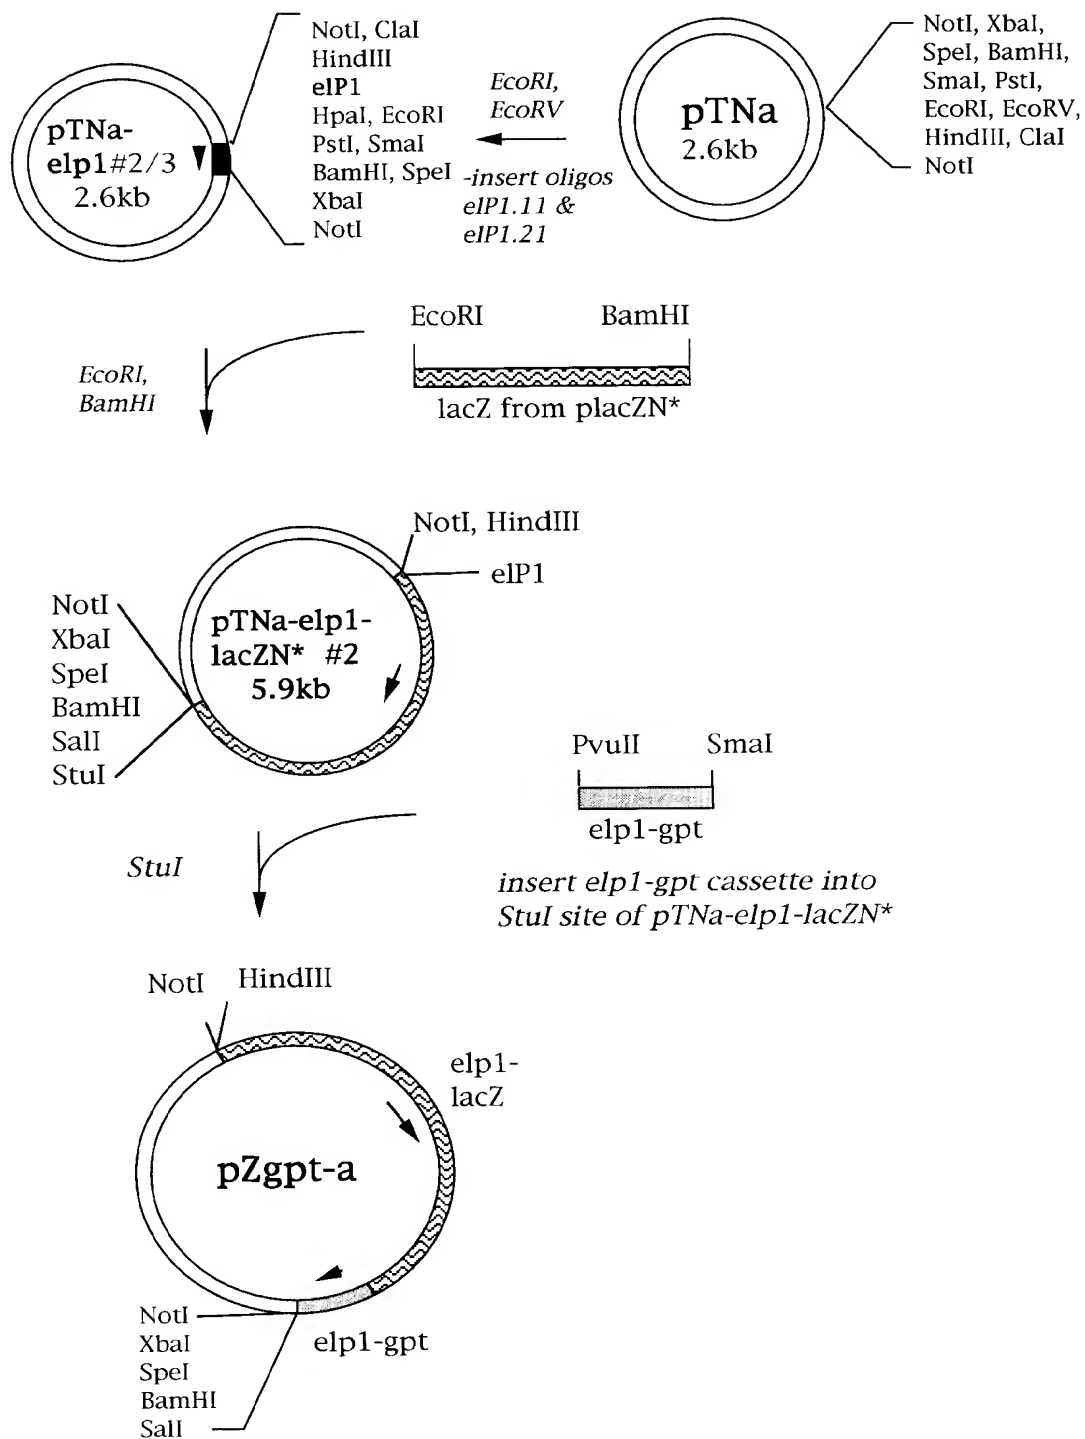 NotI, ClaI
HindIII
elP1
HpaI, EcoRI
PstI, SmaI
BamHI, SpeI
XbaI
NotI
pTNa-
elp1#2/3
2.6kb
EcoRI,
EcoRV
-insert oligos
elP1.11 &
elP1.21
pTNa
2.6kb
NotI, XbaI,
SpeI, BamHI,
SmaI, PstI,
EcoRI, EcoRV,
HindIII, ClaI
NotI
EcoRI,
BamHI
EcoRI BamHI
lacZ from placZN*
NotI, HindIII
elP1
NotI
XbaI
SpeI
BamHI
SalI
StuI
pTNa-elp1-
lacZN* #2
5.9kb
StuI
PvuII SmaI
elp1-gpt
insert elp1-gpt cassette into
StuI site of pTNa-elp1-lacZN*
NotI HindIII
elp1-
lacZ
pZgpt-a
NotI
XbaI
SpeI
BamHI
SalI
elp1-gpt